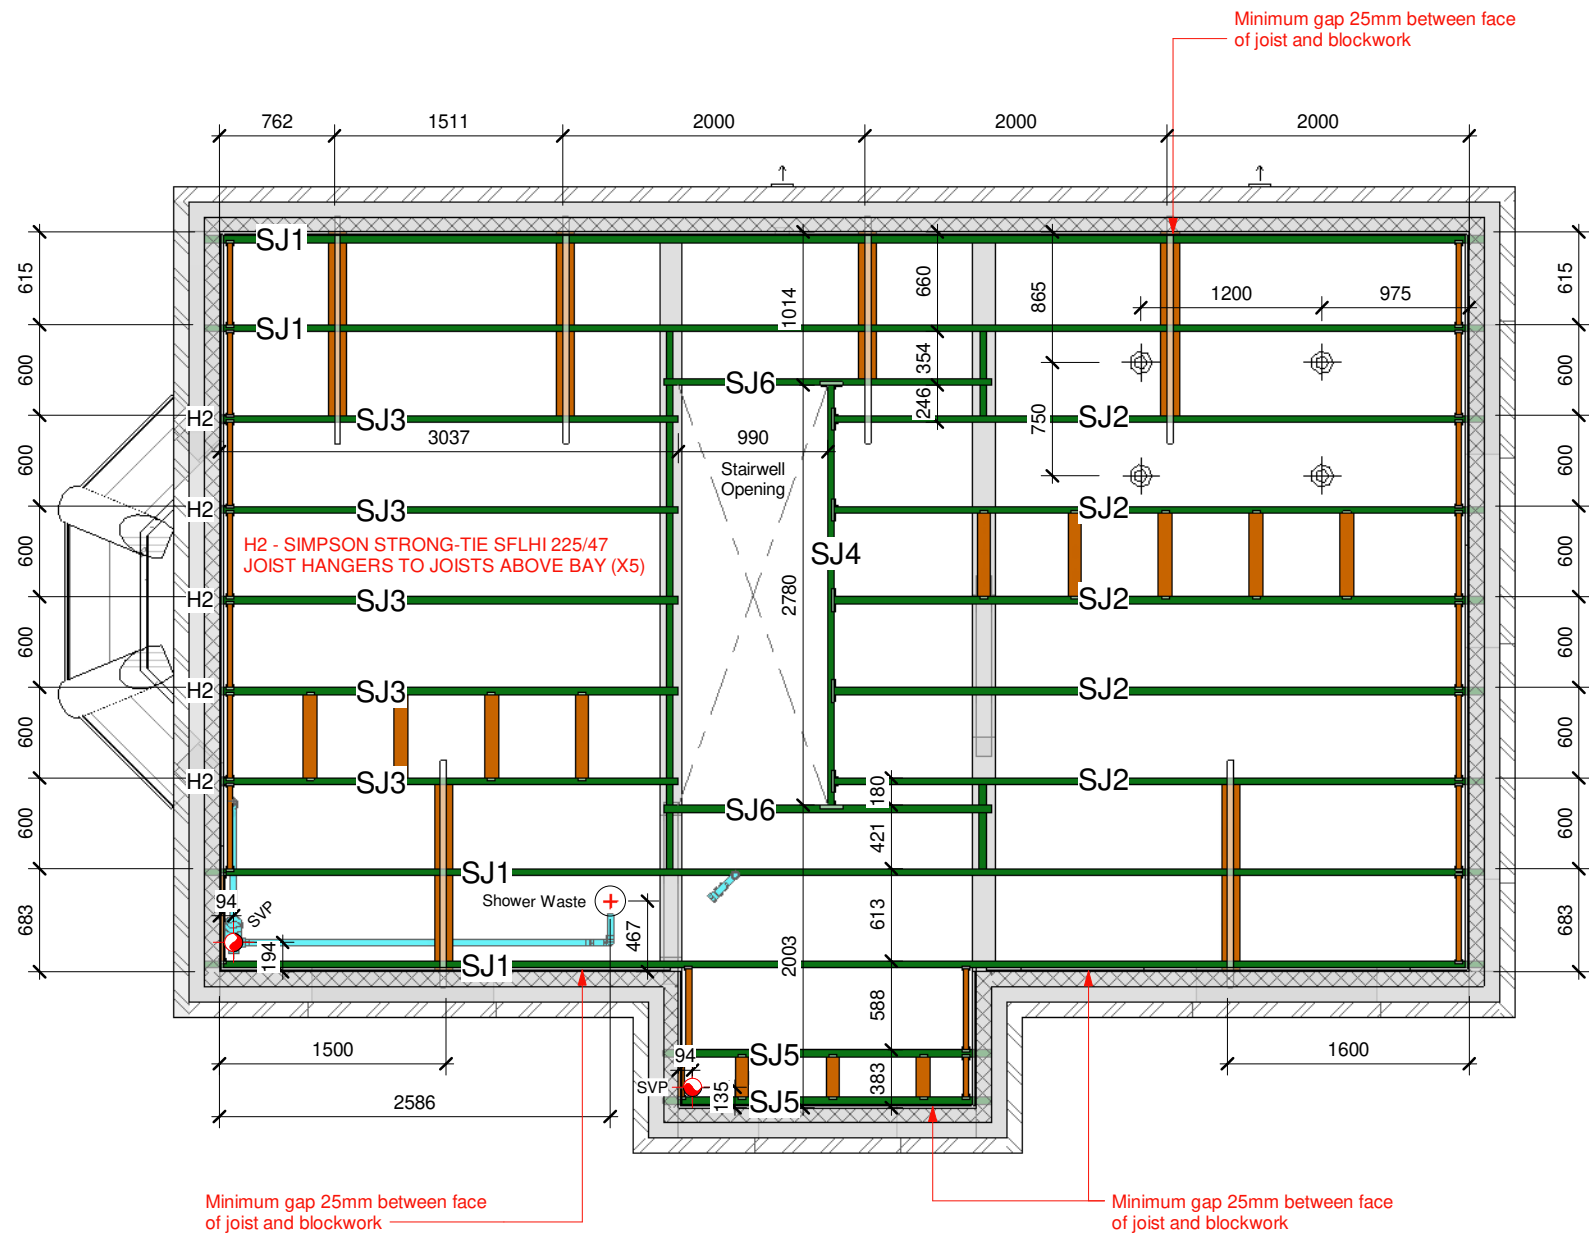 Minimum gap 25mm between face
of joist and blockwork
762
1511
2000
2000
2000
615
600
600
600
600
600
600
683
615
600
600
600
600
600
600
683
SJ1
1014
660
865
1200
975
SJ1
354
SJ6
246
H2
SJ3
SJ2
3037
990
750
Stairwell
Opening
H2
SJ3
SJ2
H2 - SIMPSON STRONG-TIE SFLHI 225/47
JOIST HANGERS TO JOISTS ABOVE BAY (X5)
SJ4
H2
SJ3
2780
SJ2
H2
SJ3
SJ2
H2
SJ3
180
SJ2
SJ6
421
SJ1
94
SVP
Shower Waste
613
467
194
2003
SJ1
588
1500
94
SJ5
1600
SVP
135
383
SJ5
2586
Minimum gap 25mm between face
of joist and blockwork
Minimum gap 25mm between face
of joist and blockwork